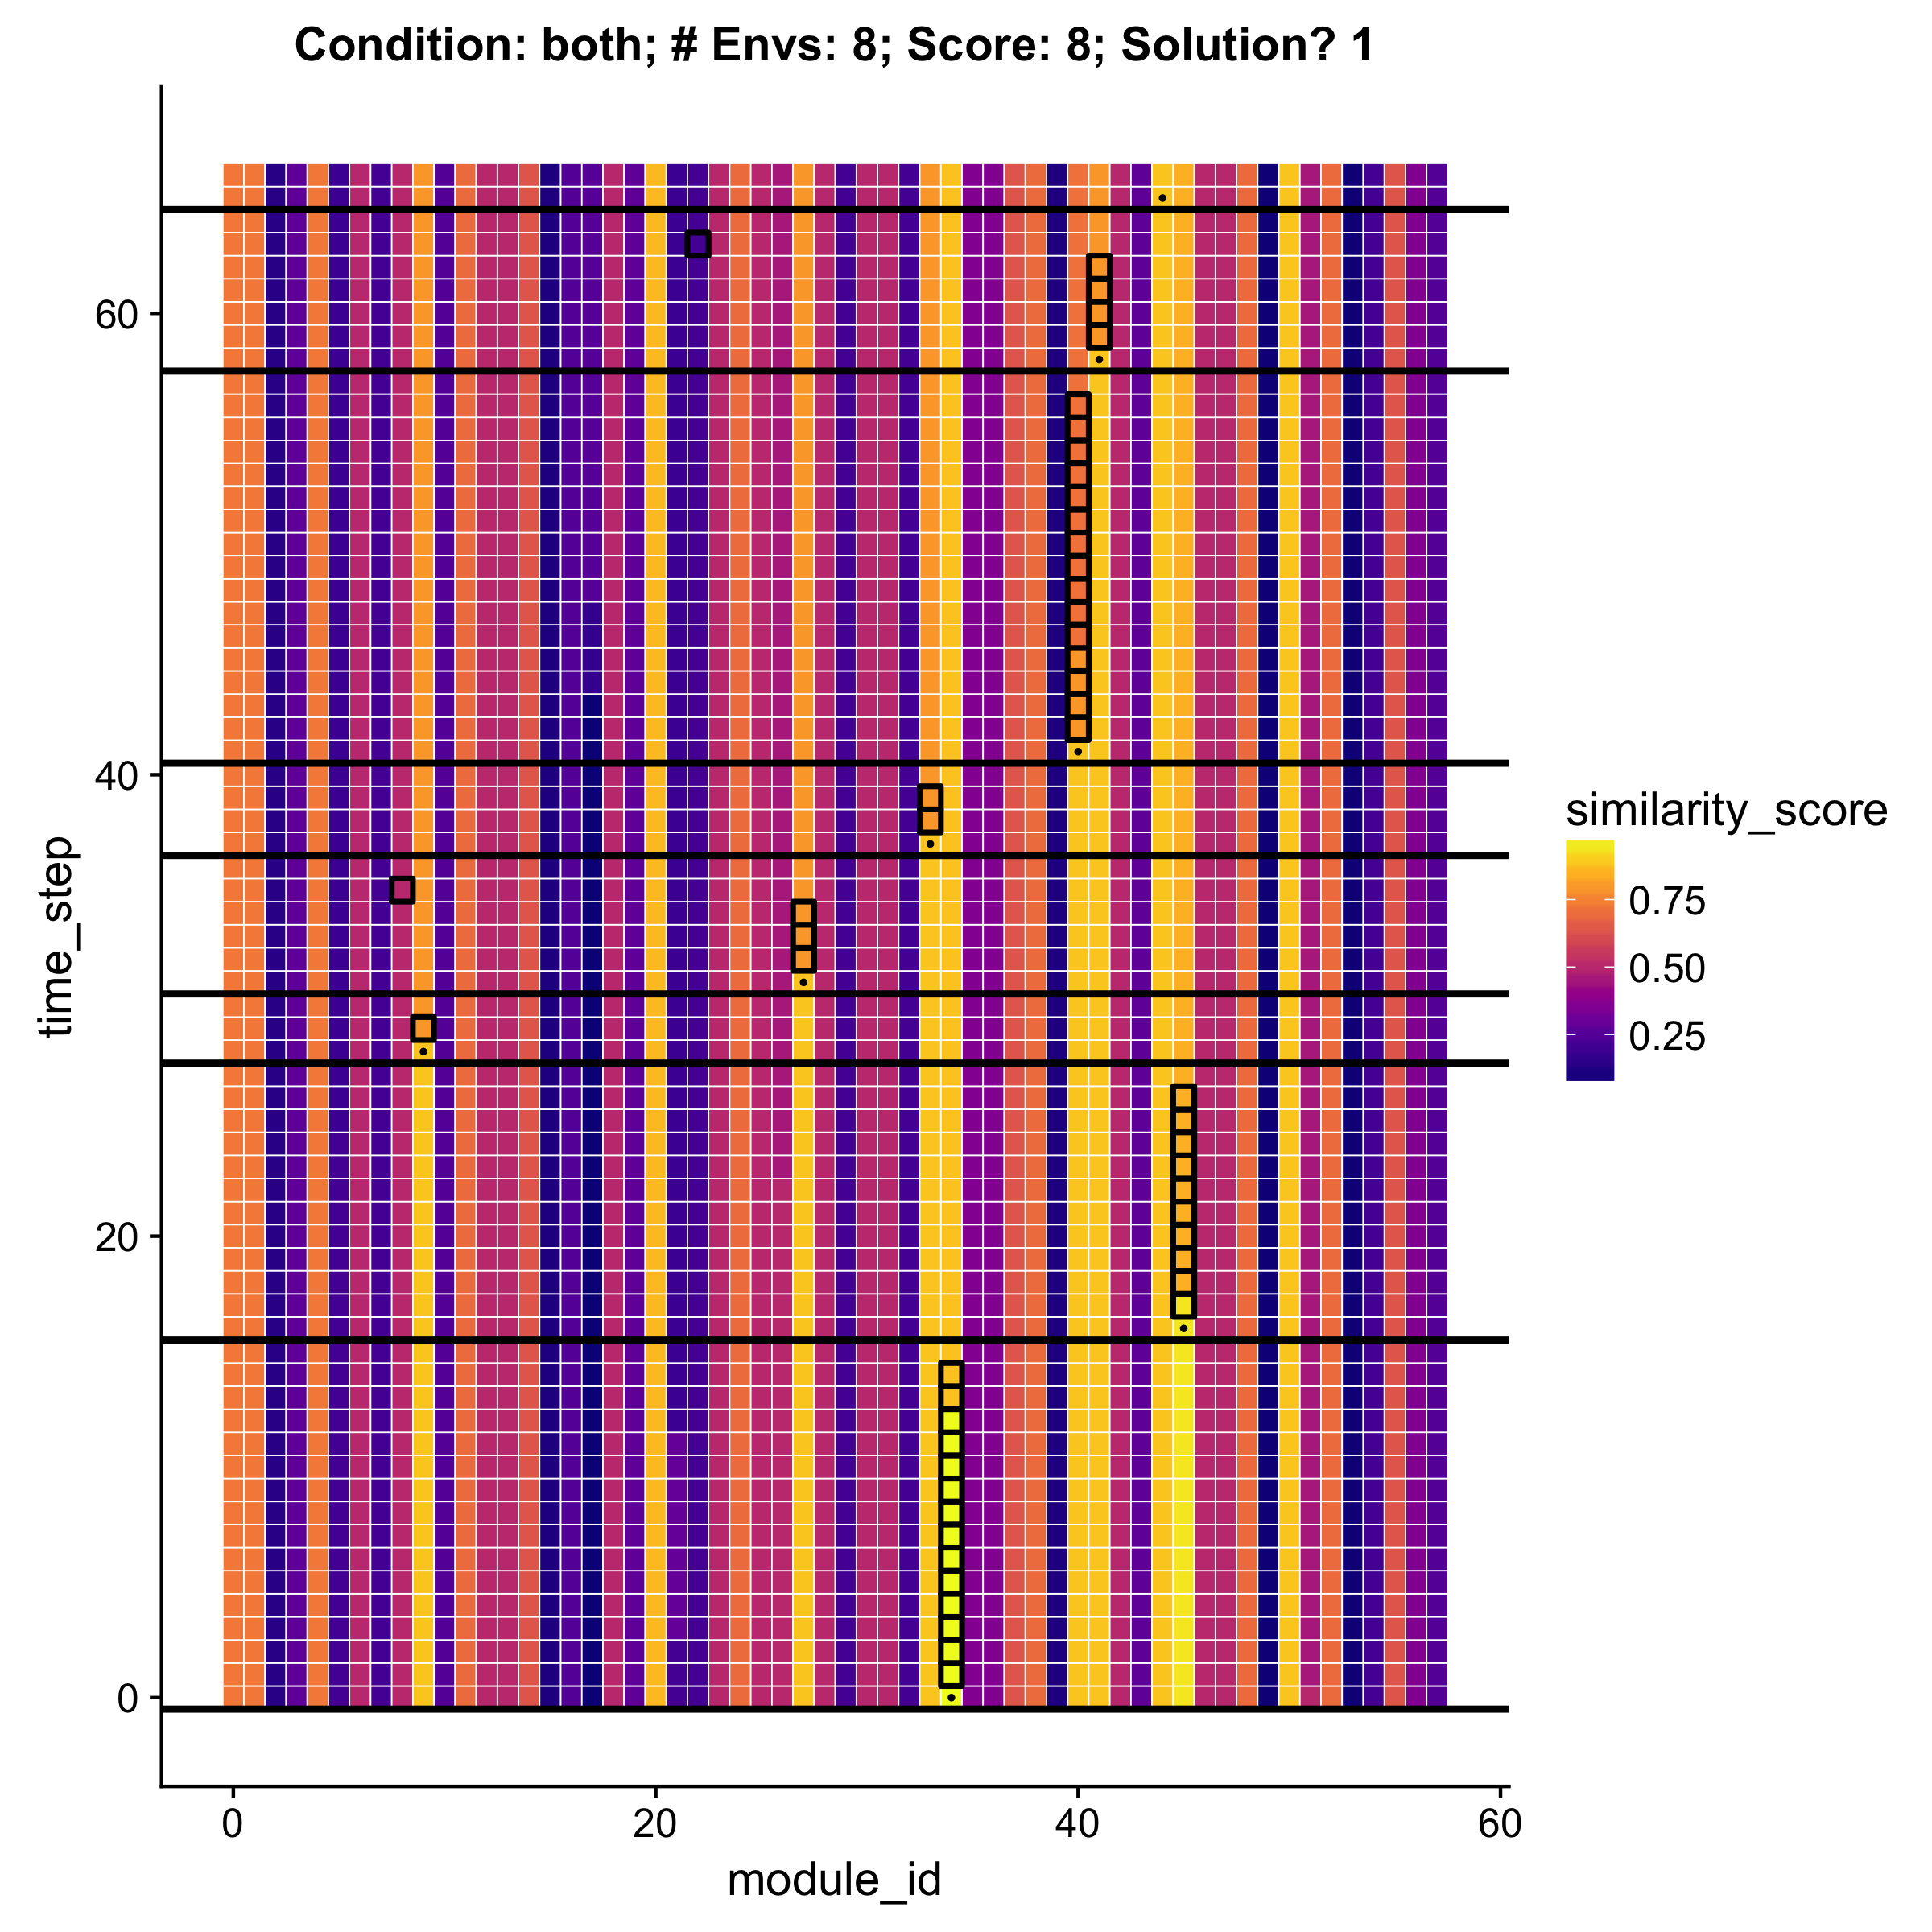 Condition: both; # Envs: 8; Score: 8; Solution? 1
time_step
60
40
20
0
0
20
40
60
module_id
similarity_score
0.75
0.50
0.25